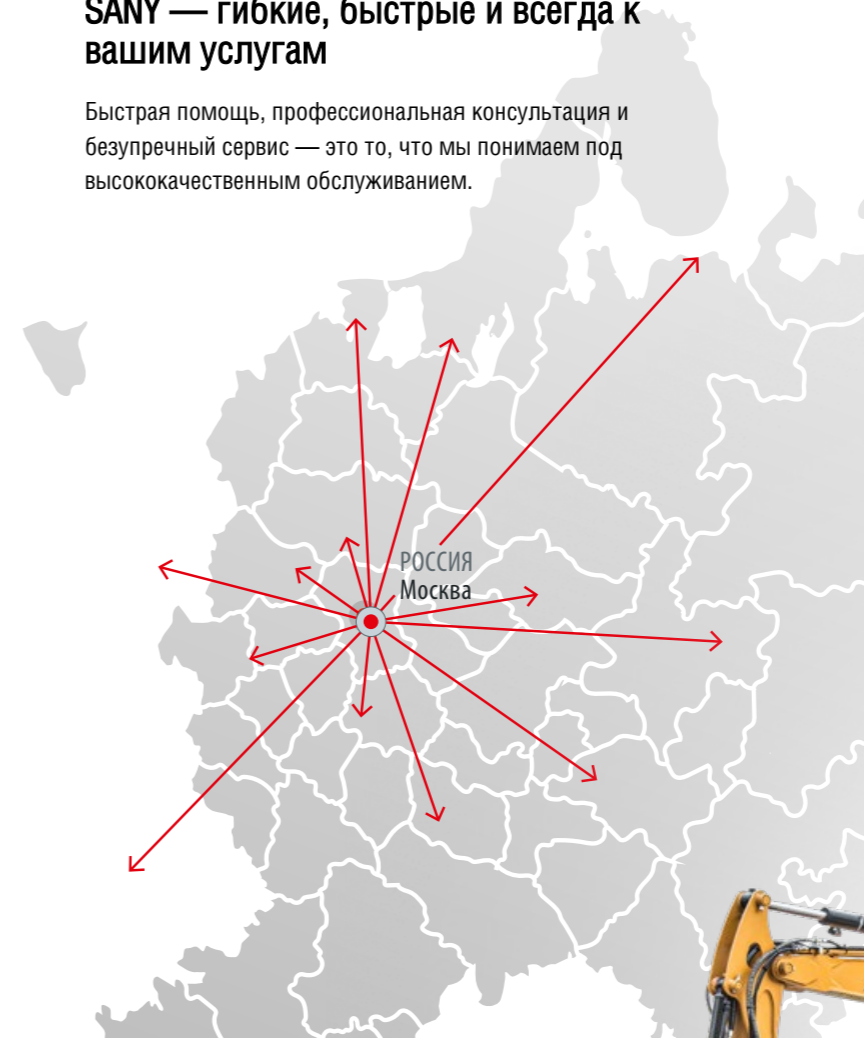 SANY — гибкие, быстрые и всегда к
вашим услугам
Быстрая помощь, профессиональная консультация и
безупречный сервис — это то, что мы понимаем под
высококачественным обслуживанием.
РОССИЯ
Москва